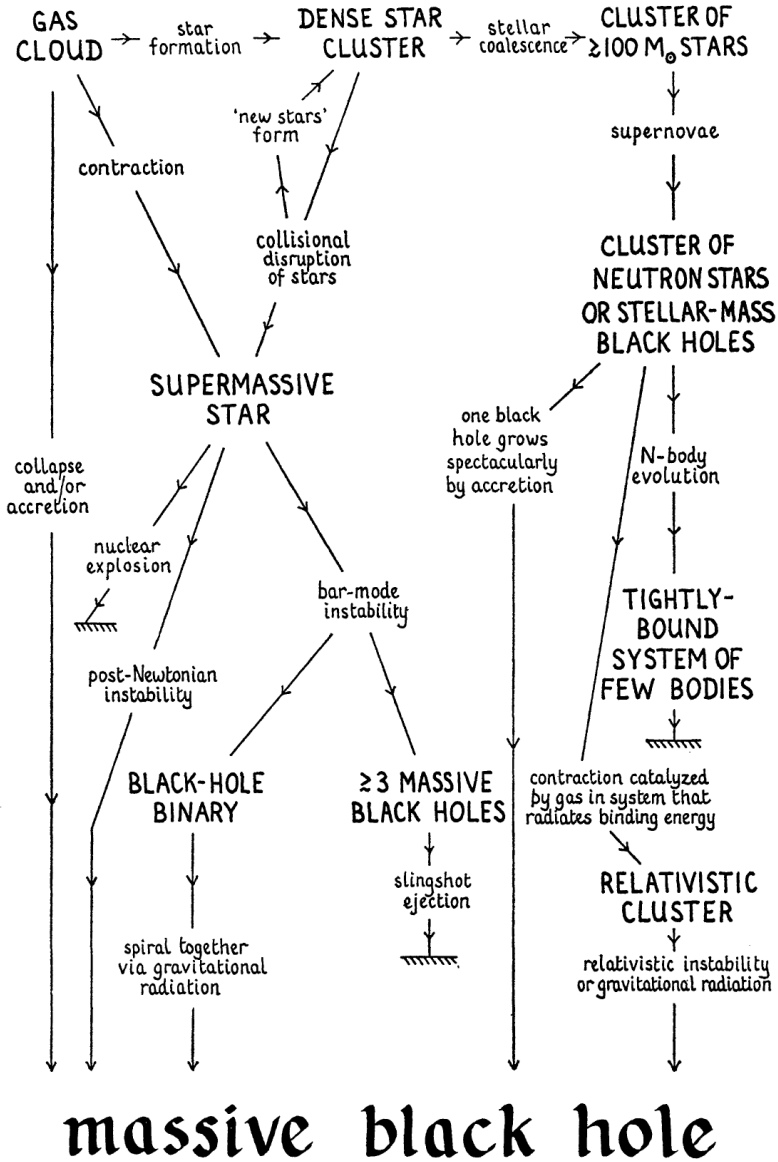 GAS
CLOUD
star
formation
DENSE STAR
CLUSTER
stellar
coalescence
CLUSTER OF
≥100 M⊙ STARS
'new stars'
form
supernovae
contraction
collisional
disruption
of stars
CLUSTER OF
NEUTRON STARS
OR STELLAR-MASS
BLACK HOLES
SUPERMASSIVE
STAR
one black
hole grows
spectacularly
by accretion
N-body
evolution
collapse
and/or
accretion
nuclear
explosion
bar-mode
instability
TIGHTLY-
BOUND
SYSTEM OF
FEW BODIES
post-Newtonian
instability
BLACK-HOLE
BINARY
≥3 MASSIVE
BLACK HOLES
contraction catalyzed
by gas in system that
radiates binding energy
slingshot
ejection
RELATIVISTIC
CLUSTER
spiral together
via gravitational
radiation
relativistic instability
or gravitational radiation
massive black hole